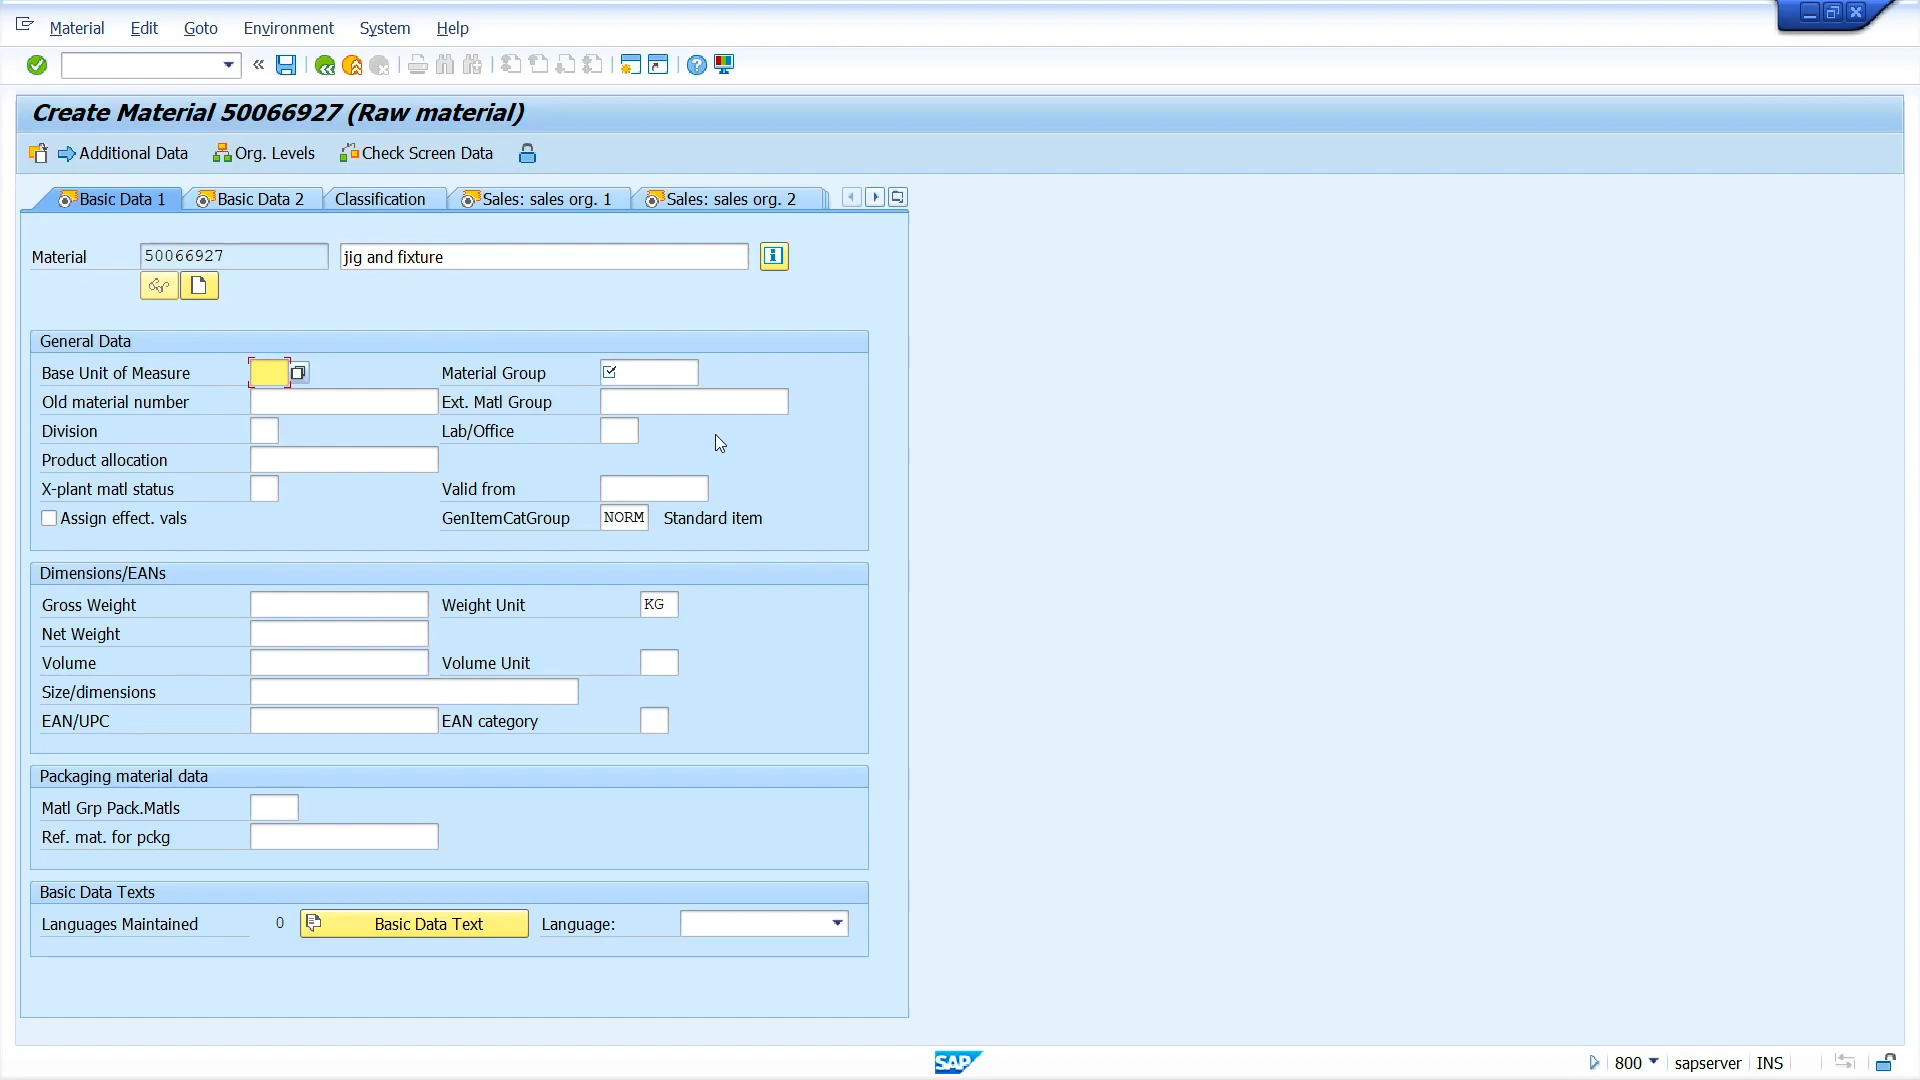 Material Edit Goto Environment System Help
Create Material 50066927 (Raw material)
Additional Data Org. Levels Check Screen Data
Basic Data 1 Basic Data 2 Classification Sales: sales org. 1 Sales: sales org. 2
Material 50066927 jig and fixture
General Data
Base Unit of Measure Material Group
Old material number Ext. Matl Group
Division Lab/Office
Product allocation
X-plant matl status Valid from
Assign effect. vals GenItemCatGroup NORM Standard item
Dimensions/EANs
Gross Weight Weight Unit KG
Net Weight
Volume Volume Unit
Size/dimensions
EAN/UPC EAN category
Packaging material data
Matl Grp Pack.Matls
Ref. mat. for pckg
Basic Data Texts
Languages Maintained 0 Basic Data Text Language:
SAP 800 sapserver INS